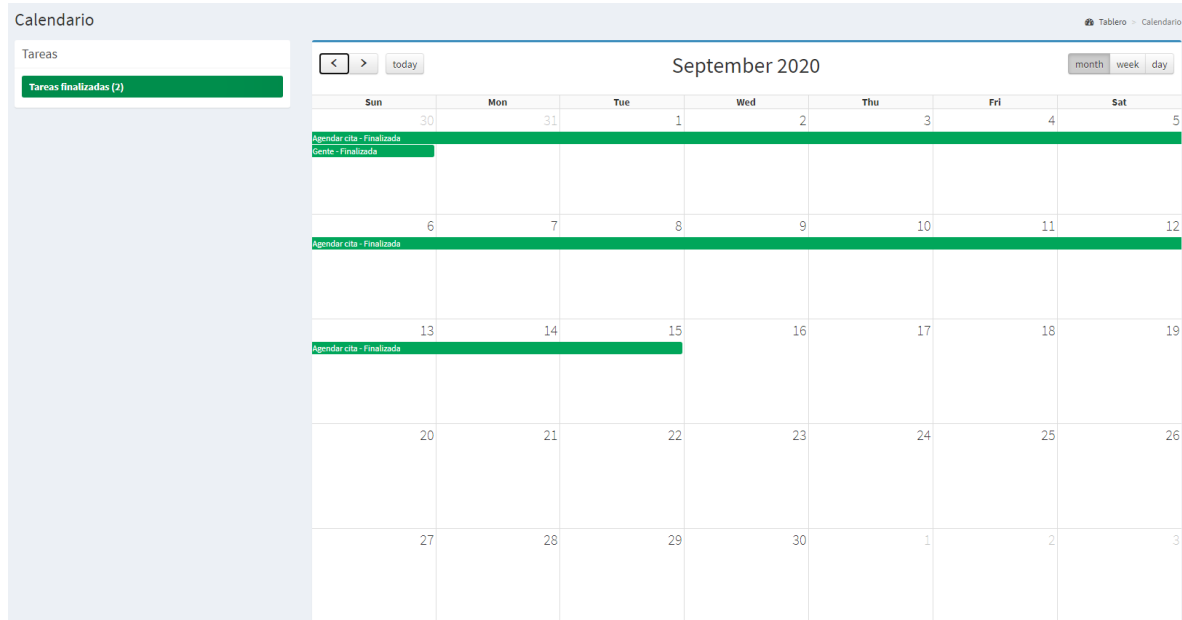 Calendario
Tablero > Calendario
Tareas
Tareas finalizadas (2)
today
September 2020
month week day
Sun Mon Tue Wed Thu Fri Sat
30 31 1 2 3 4 5
Agendar cita - Finalizada
Gente - Finalizada
6 7 8 9 10 11 12
Agendar cita - Finalizada
13 14 15 16 17 18 19
Agendar cita - Finalizada
20 21 22 23 24 25 26
27 28 29 30 1 2 3